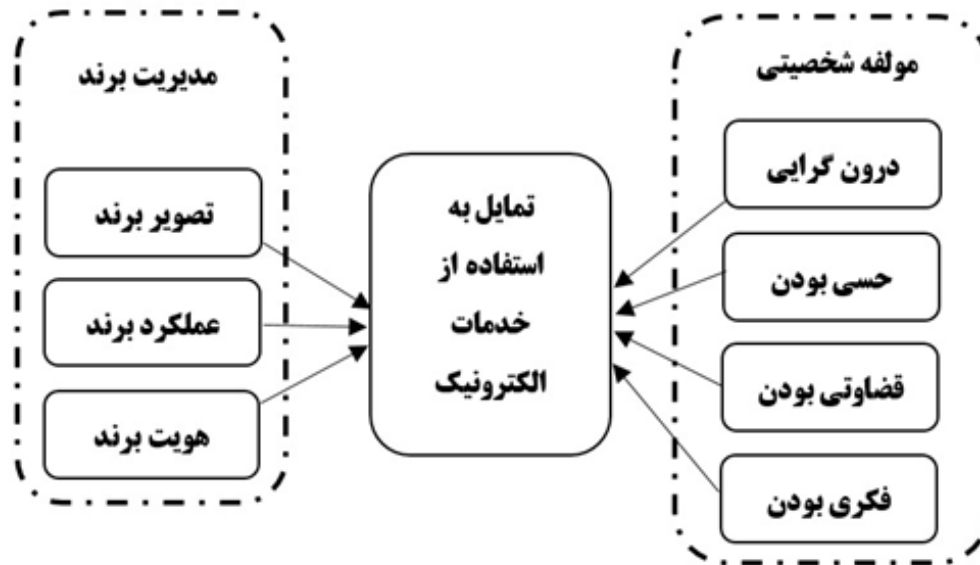 مولفه شخصیتی
درون گرایی
حسی بودن
قضاوتی بودن
فکری بودن
تمایل به
استفاده از
خدمات
الکترونیک
مدیریت برند
تصویر برند
عملکرد برند
هویت برند